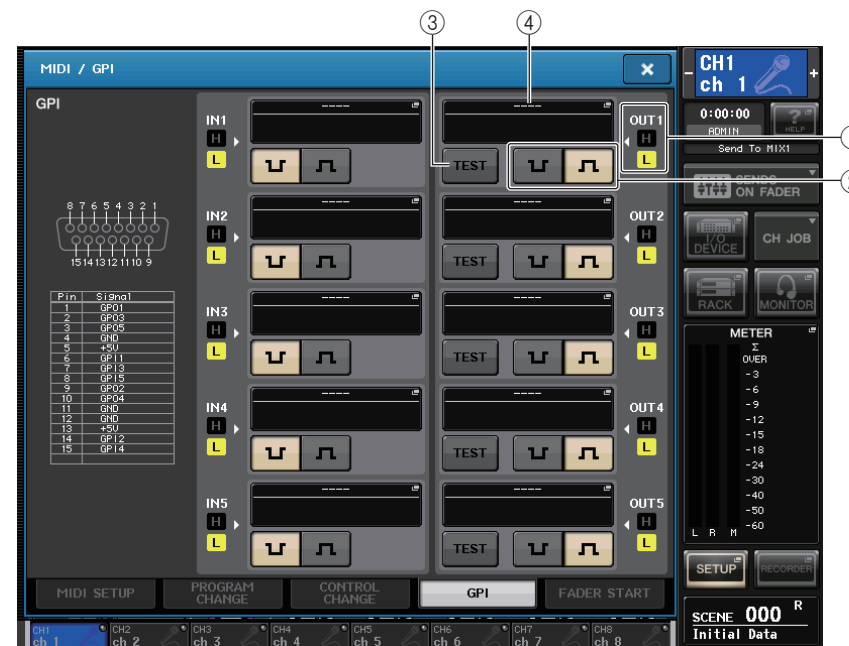 ③ ④
MIDI / GPI
×
GPI
8 7 6 5 4 3 2 1
15 14 13 12 11 10 9
Pin Signal
1 GPO1
2 GPO3
3 GPO5
4 GND
5 +5V
6 GPI1
7 GPI3
8 GPI5
9 GPO2
10 GPO4
11 GND
12 GND
13 +5V
14 GPI2
15 GPI4
IN1
H
L
----
----
TEST
OUT1
H
L
IN2
H
L
----
----
TEST
OUT2
H
L
IN3
H
L
----
----
TEST
OUT3
H
L
IN4
H
L
----
----
TEST
OUT4
H
L
IN5
H
L
----
----
TEST
OUT5
H
L
MIDI SETUP
PROGRAM
CHANGE
CONTROL
CHANGE
GPI
FADER START
- CH1 +
ch 1
0:00:00
ADMIN
?
HELP
Send To MIX1
SENDS
ON FADER
I/O
DEVICE
CH JOB
RACK
MONITOR
METER
Σ
OVER
-3
-6
-9
-12
-15
-18
-24
-30
-40
-50
-60
L R M
SETUP
RECORDER
SCENE 000 R
Initial Data
CH1
ch 1
CH2
ch 2
CH3
ch 3
CH4
ch 4
CH5
ch 5
CH6
ch 6
CH7
ch 7
CH8
ch 8